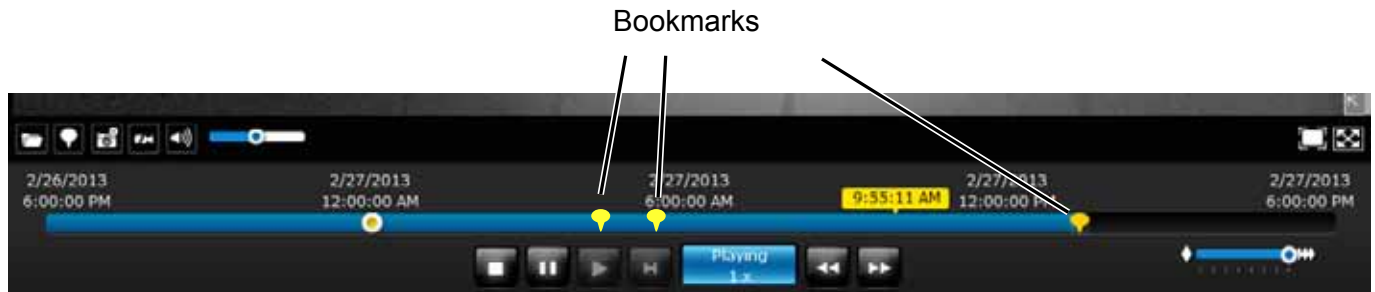 Bookmarks
2/26/2013
6:00:00 PM
2/27/2013
12:00:00 AM
2/27/2013
6:00:00 AM
9:55:11 AM
2/27/2013
12:00:00 PM
2/27/2013
6:00:00 PM
Playing
1 x